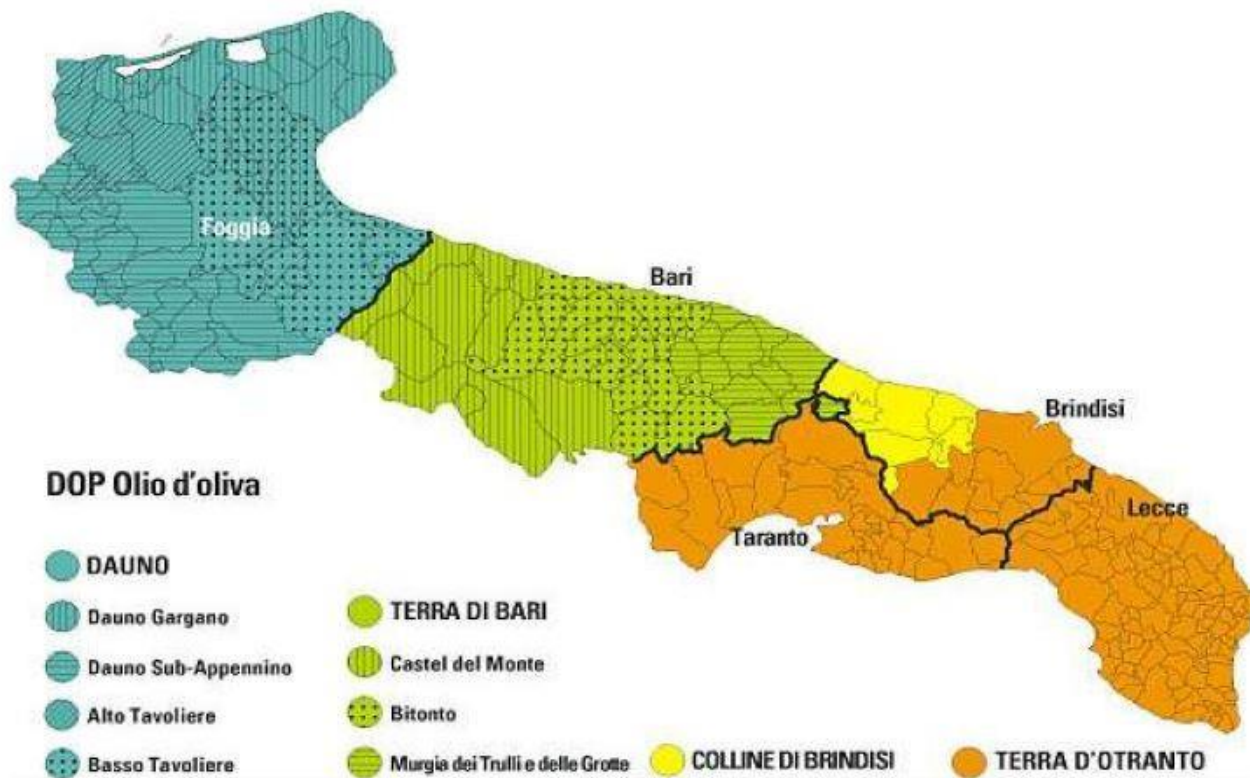 Foggia
Bari
Brindisi
Lecce
Taranto
DOP Olio d'oliva
DAUNO
Dauno Gargano
Dauno Sub-Appennino
Alto Tavoliere
Basso Tavoliere
TERRA DI BARI
Castel del Monte
Bitonto
Murgia dei Trulli e delle Grotte
COLLINE DI BRINDISI
TERRA D'OTRANTO